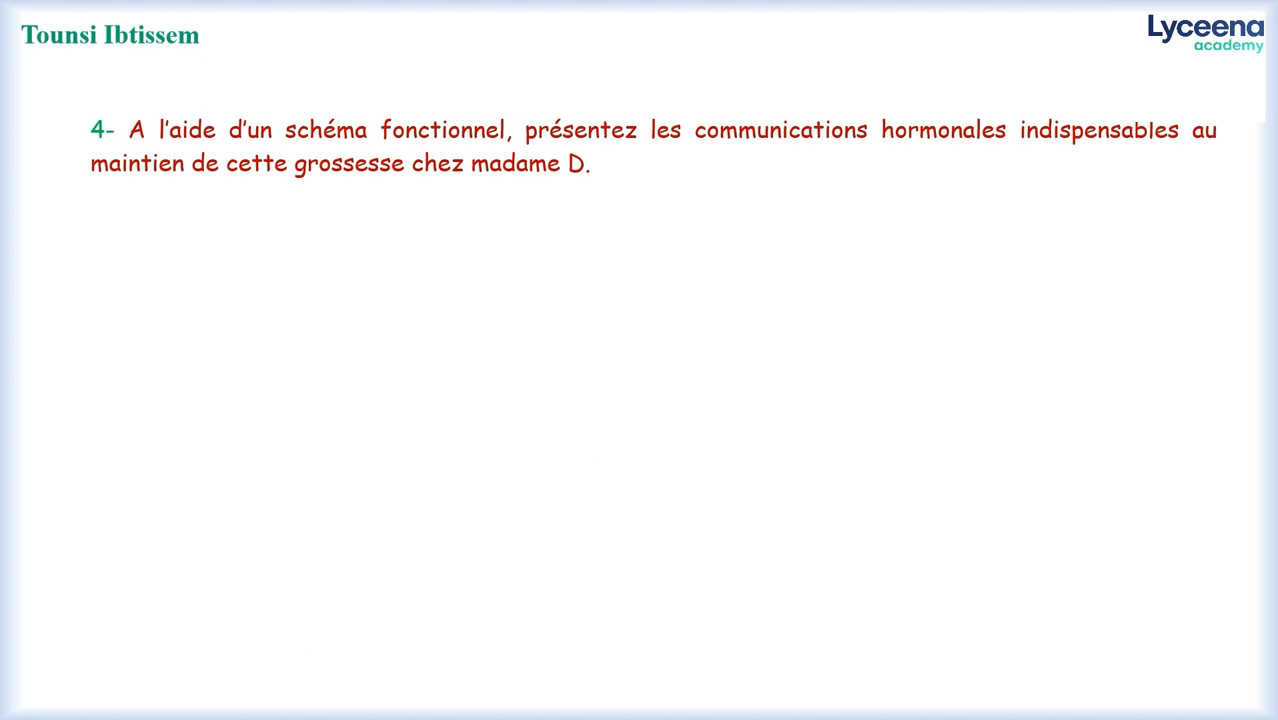 Tounsi Ibtissem
Lyceena
academy
4- A l'aide d'un schéma fonctionnel, présentez les communications hormonales indispensables au
maintien de cette grossesse chez madame D.